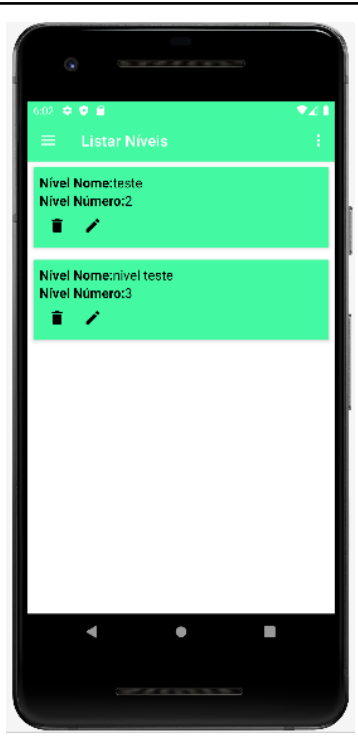 6:02
Listar Níveis
Nível Nome:teste
Nível Número:2
Nível Nome:nivel teste
Nível Número:3